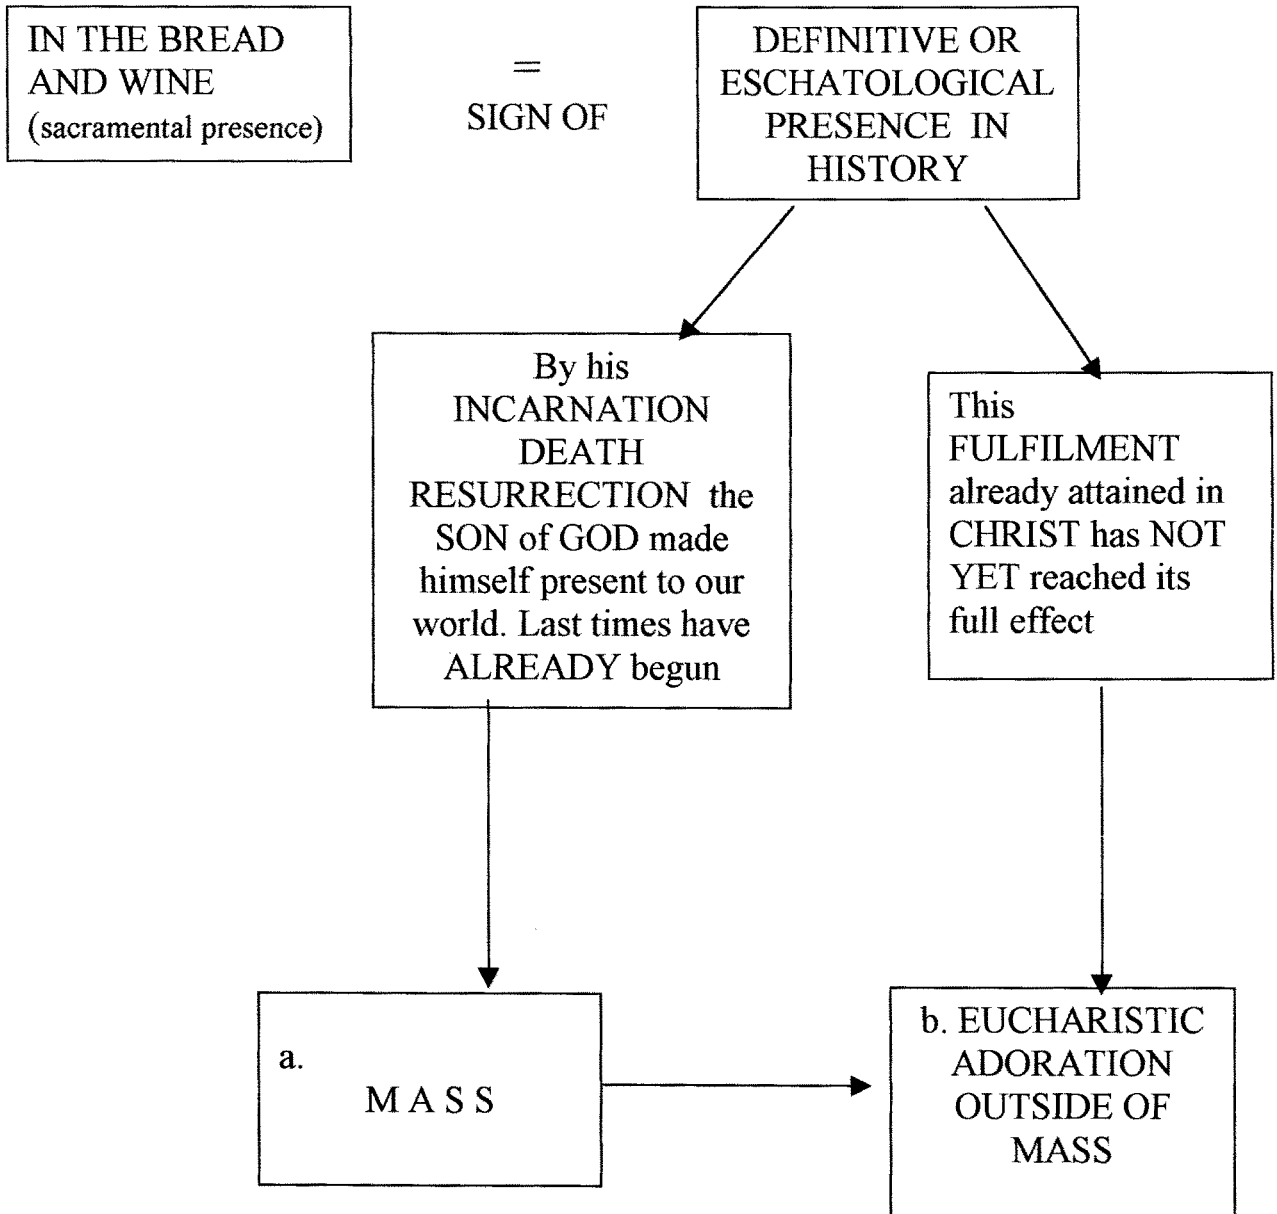 IN THE BREAD
AND WINE
(sacramental presence)
=
SIGN OF
DEFINITIVE OR
ESCHATOLOGICAL
PRESENCE IN
HISTORY
By his
INCARNATION
DEATH
RESURRECTION the
SON of GOD made
himself present to our
world. Last times have
ALREADY begun
This
FULFILMENT
already attained in
CHRIST has NOT
YET reached its
full effect
a.
M A S S
b. EUCHARISTIC
ADORATION
OUTSIDE OF
MASS